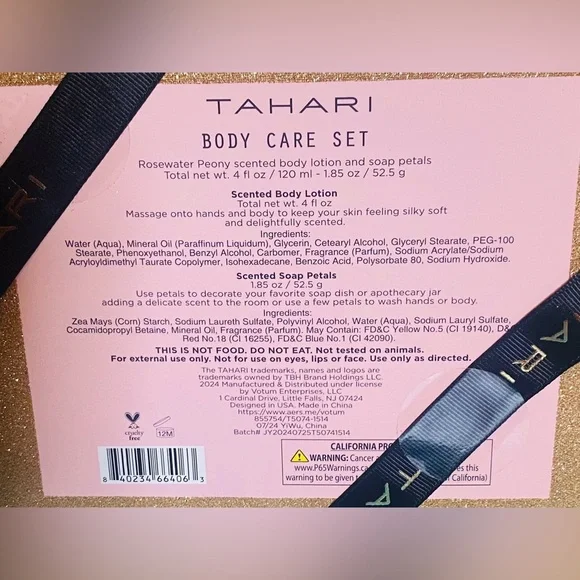 TAHARI
BODY CARE SET
Rosewater Peony scented body lotion and soap petals
Total net wt. 4 fl oz / 120 ml - 1.85 oz / 52.5 g
Scented Body Lotion
Total net wt. 4 fl oz
Massage onto hands and body to keep your skin feeling silky soft
and delightfully scented.
Ingredients:
Water (Aqua), Mineral Oil (Paraffinum Liquidum), Glycerin, Cetearyl Alcohol, Glyceryl Stearate, PEG-100
Stearate, Phenoxyethanol, Benzyl Alcohol, Carbomer, Fragrance (Parfum), Sodium Acrylate/Sodium
Acryloyldimethyl Taurate Copolymer, Isohexadecane, Benzoic Acid, Polysorbate 80, Sodium Hydroxide.
Scented Soap Petals
1.85 oz / 52.5 g
Use petals to decorate your favorite soap dish or apothecary jar
adding a delicate scent to the room or use a few petals to wash hands or body.
Ingredients:
Zea Mays (Corn) Starch, Sodium Laureth Sulfate, Polyvinyl Alcohol, Water (Aqua), Sodium Lauryl Sulfate,
Cocamidopropyl Betaine, Mineral Oil, Fragrance (Parfum). May Contain: FD&C Yellow No.5 (CI 19140),
Red No.18 (CI 16255), FD&C Blue No.1 (CI 42090).
THIS IS NOT FOOD. DO NOT EAT. Not tested on animals.
For external use only. Not for use on eyes, lips or face. Use only as directed.
The TAHARI trademarks, names and logos are
trademarks owned by TBH Brand Holdings LLC.
2024 Manufactured & Distributed under license
by Votum Enterprises, LLC
1 Cardinal Drive, Little Falls, NJ 07424
Designed in USA. Made in China
https://www.aers.me/votum
855754/T5074-1514
07/24 YiWu, China
Batch# JY20240725T50741514
cruelty
free
12M
8 40234 66406 3
CALIFORNIA
WARNING: Cancer
www.P65Warnings.ca
warning to be given
this
California)
ARI
ARI
TA